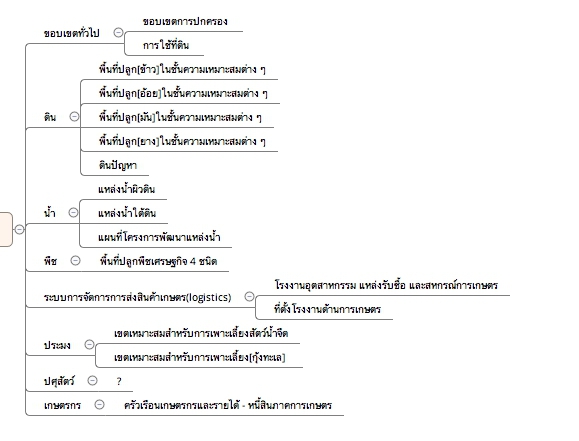 ขอบเขตทั่วไป
ขอบเขตการปกครอง
การใช้ที่ดิน
ดิน
พื้นที่ปลูก[ข้าว]ในชั้นความเหมาะสมต่าง ๆ
พื้นที่ปลูก[อ้อย]ในชั้นความเหมาะสมต่าง ๆ
พื้นที่ปลูก[มัน]ในชั้นความเหมาะสมต่าง ๆ
พื้นที่ปลูก[ยาง]ในชั้นความเหมาะสมต่าง ๆ
ดินปัญหา
น้ำ
แหล่งน้ำผิวดิน
แหล่งน้ำใต้ดิน
แผนที่โครงการพัฒนาแหล่งน้ำ
พืช
พื้นที่ปลูกพืชเศรษฐกิจ 4 ชนิด
ระบบการจัดการการส่งสินค้าเกษตร(logistics)
โรงงานอุตสาหกรรม แหล่งรับซื้อ และสหกรณ์การเกษตร
ที่ตั้งโรงงานด้านการเกษตร
ประมง
เขตเหมาะสมสำหรับการเพาะเลี้ยงสัตว์น้ำจืด
เขตเหมาะสมสำหรับการเพาะเลี้ยง[กุ้งทะเล]
ปศุสัตว์
?
เกษตรกร
ครัวเรือนเกษตรกรและรายได้ - หนี้สินภาคการเกษตร